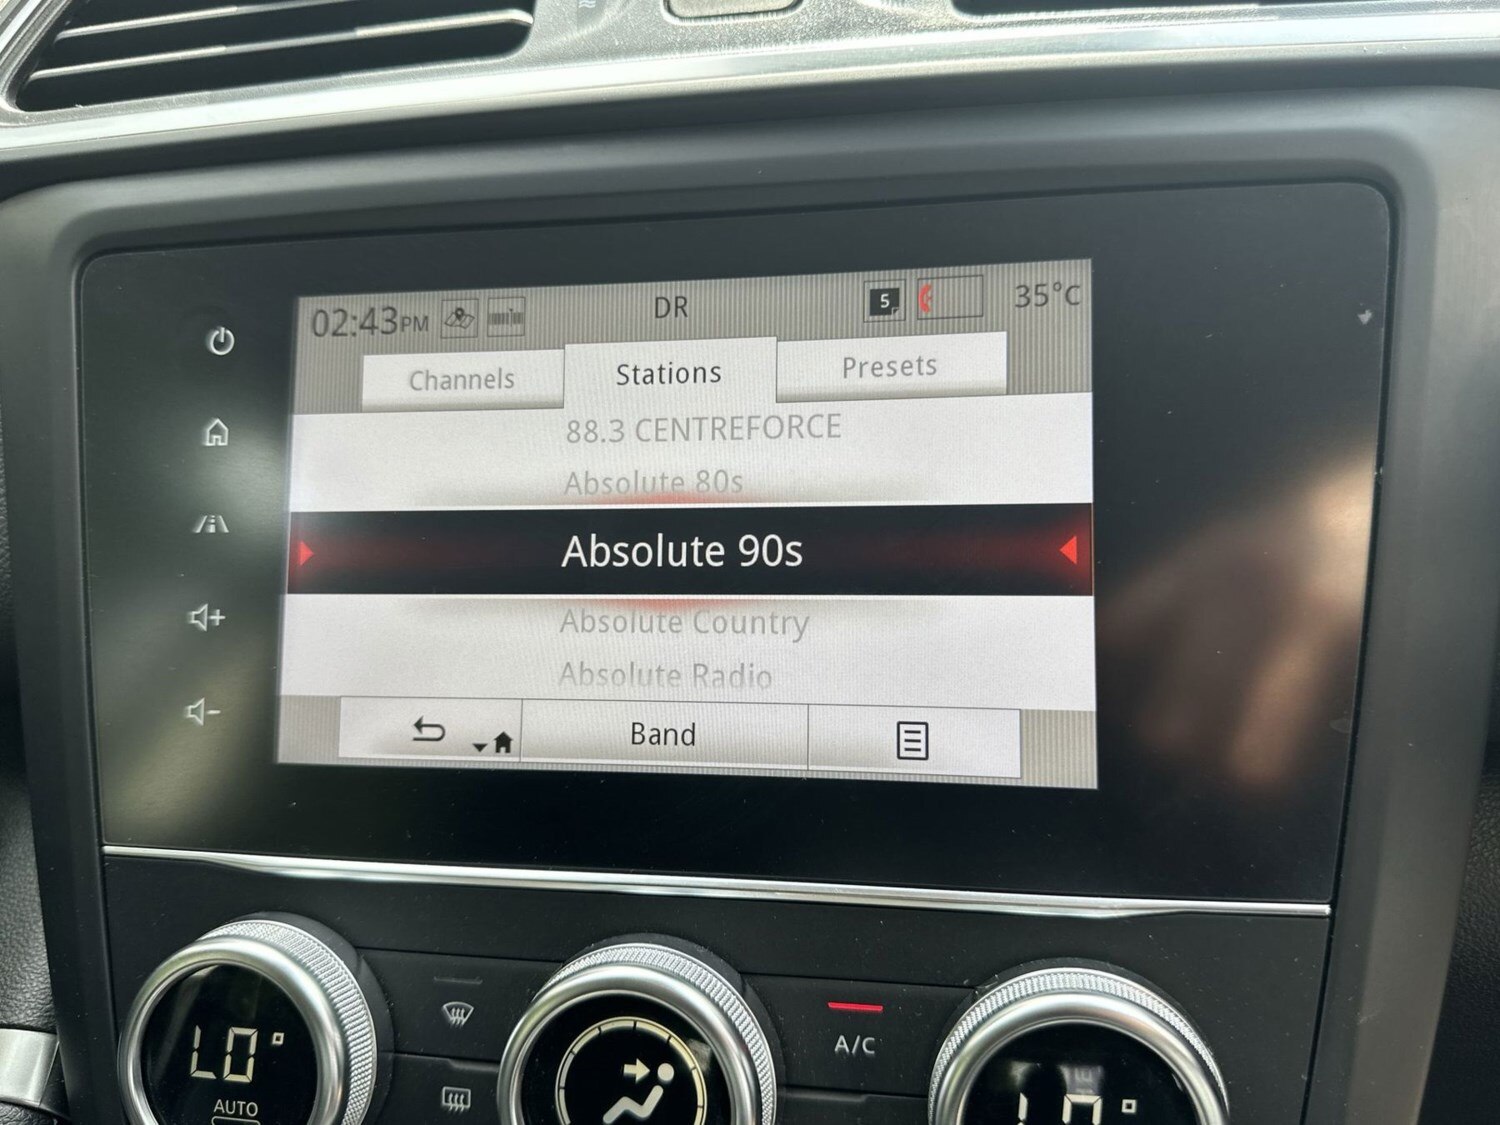 02:43PM DR 5 35°C
Channels Stations Presets
88.3 CENTREFORCE
Absolute 80s
Absolute 90s
Absolute Country
Absolute Radio
Band
LO°
AUTO
A/C
LO°